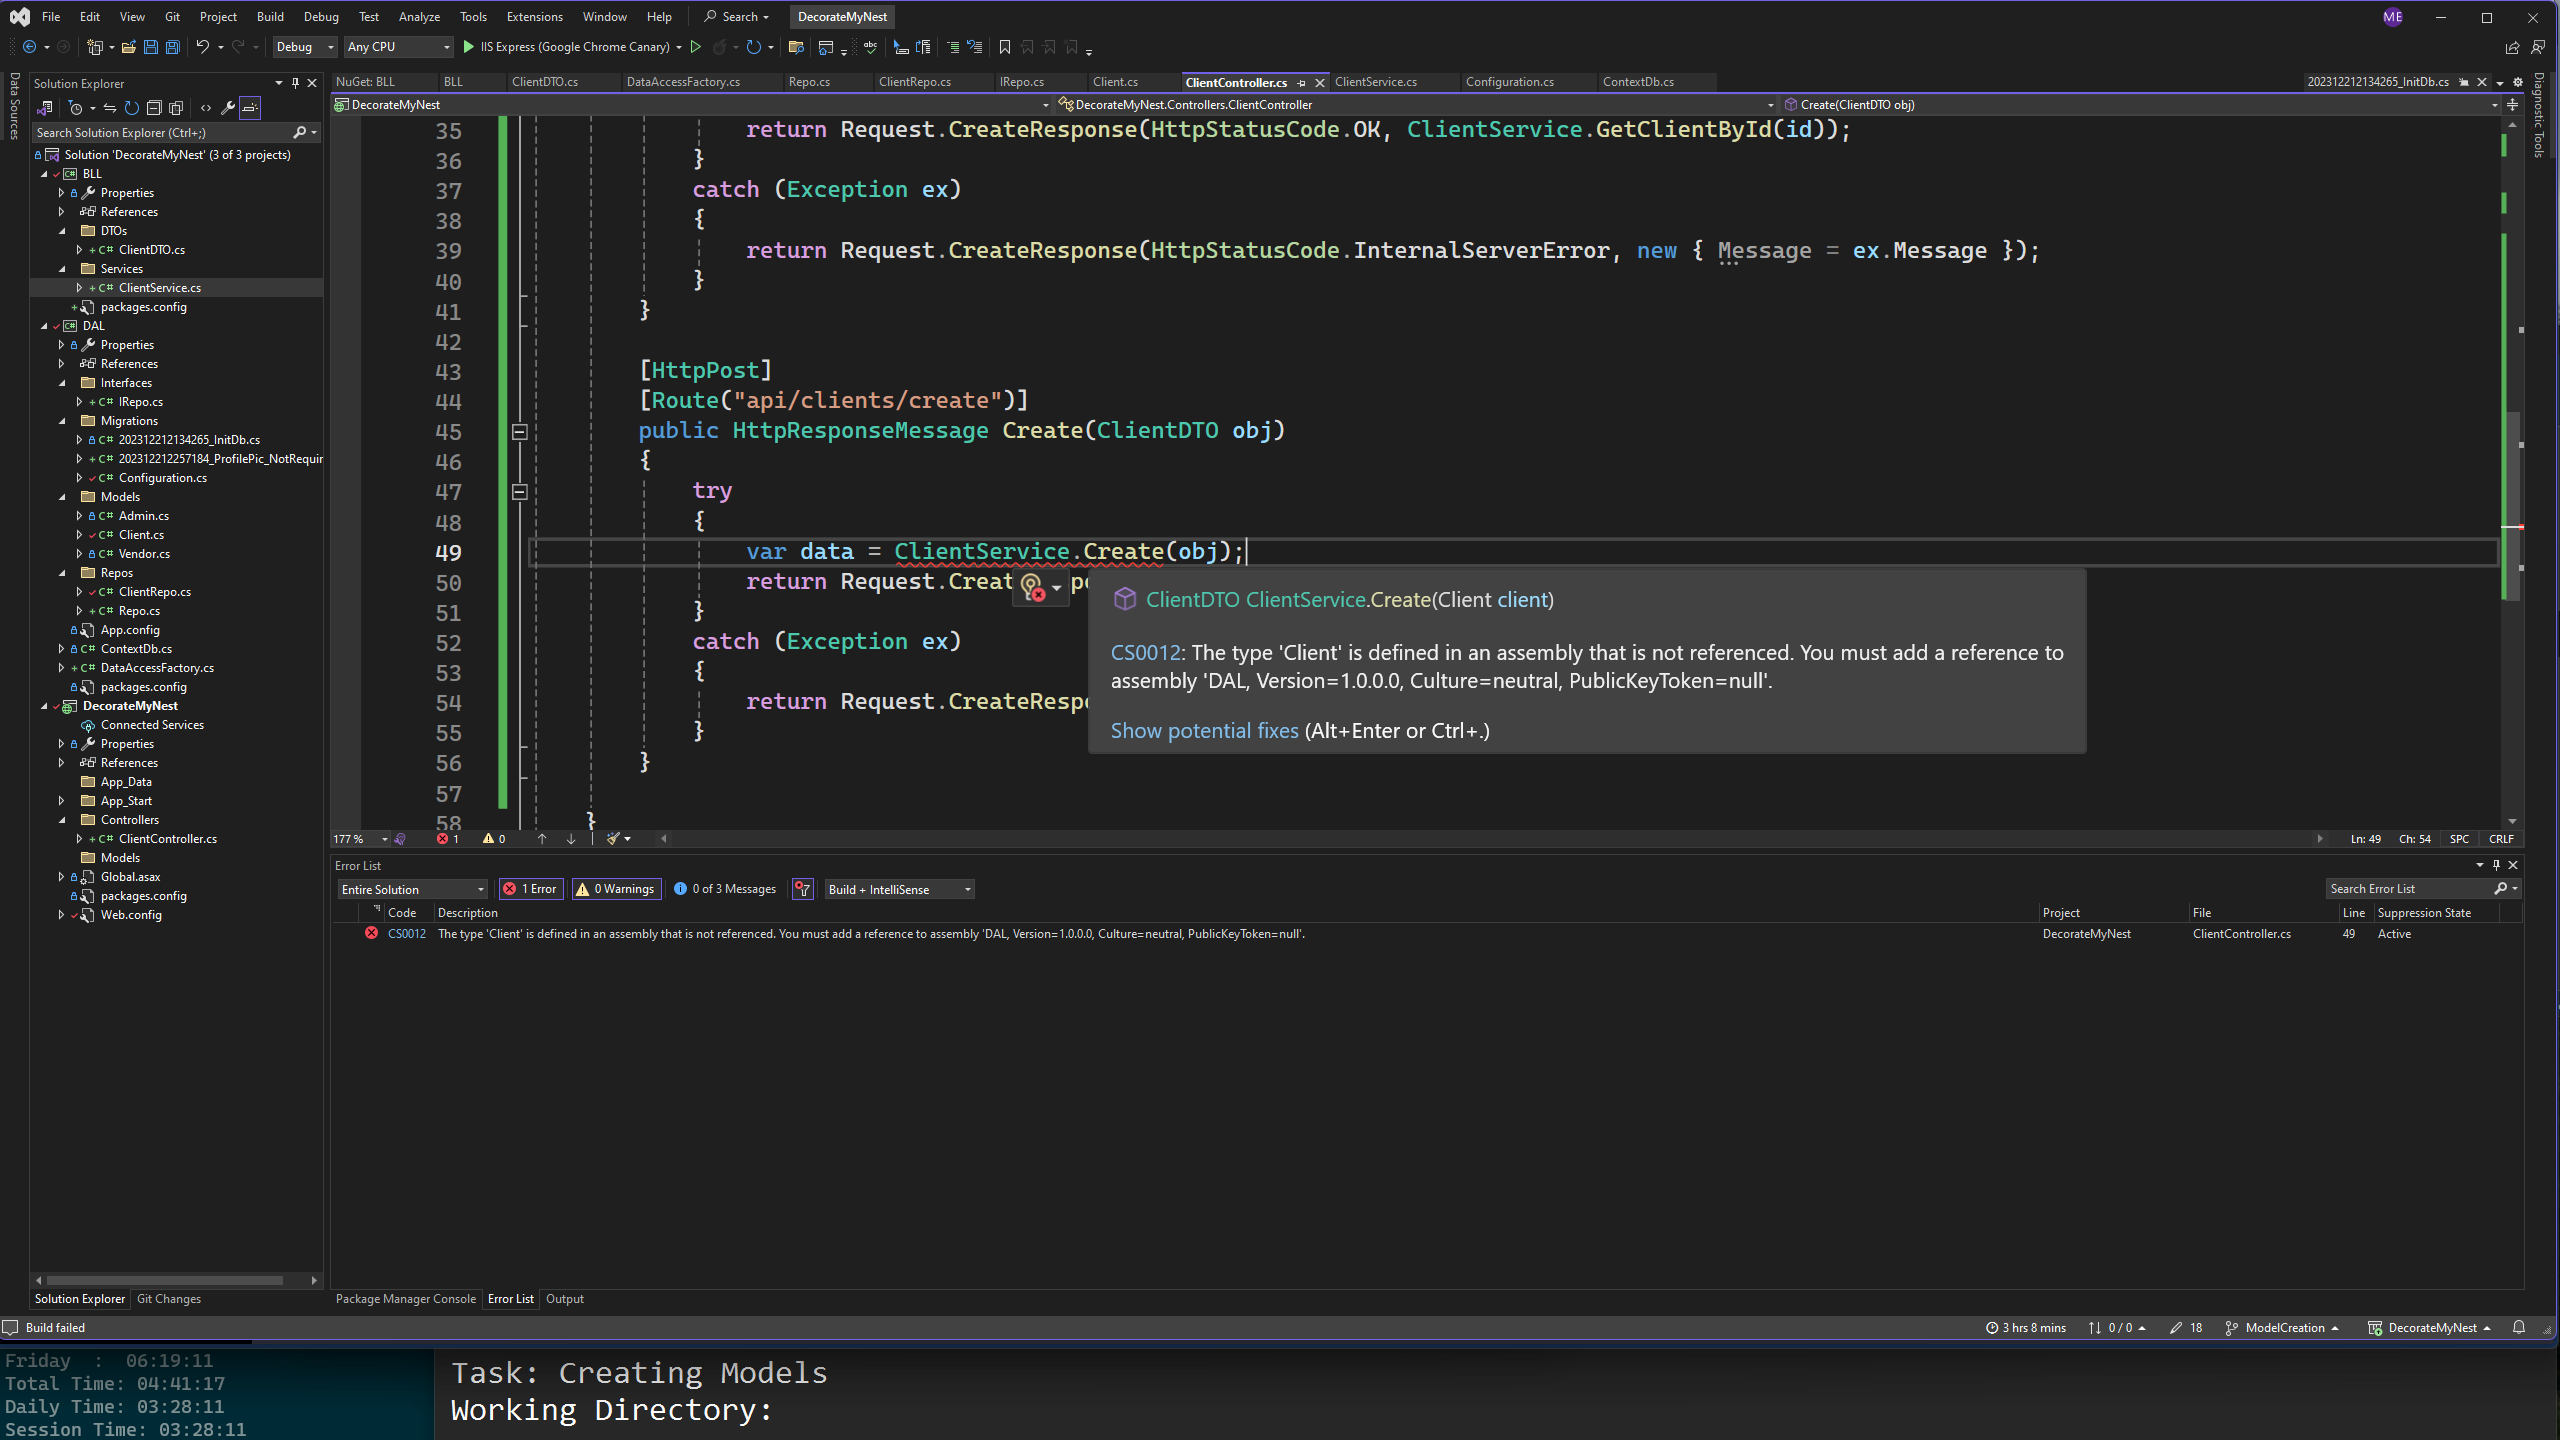 File Edit View Git Project Build Debug Test Analyze Tools Extensions Window Help Search DecorateMyNest ME
Debug Any CPU IIS Express (Google Chrome Canary)
Data Sources
Solution Explorer
Search Solution Explorer (Ctrl+;)
Solution 'DecorateMyNest' (3 of 3 projects)
BLL
Properties
References
DTOs
C# ClientDTO.cs
Services
C# ClientService.cs
packages.config
DAL
Properties
References
Interfaces
C# IRepo.cs
Migrations
C# 202312212134265_InitDb.cs
C# 202312212257184_ProfilePic_NotRequir
C# Configuration.cs
Models
C# Admin.cs
C# Client.cs
C# Vendor.cs
Repos
C# ClientRepo.cs
C# Repo.cs
App.config
C# ContextDb.cs
C# DataAccessFactory.cs
packages.config
DecorateMyNest
Connected Services
Properties
References
App_Data
App_Start
Controllers
C# ClientController.cs
Models
Global.asax
packages.config
Web.config
Solution Explorer Git Changes
NuGet: BLL BLL ClientDTO.cs DataAccessFactory.cs Repo.cs ClientRepo.cs IRepo.cs Client.cs ClientController.cs ClientService.cs Configuration.cs ContextDb.cs 202312212134265_InitDb.cs
DecorateMyNest DecorateMyNest.Controllers.ClientController Create(ClientDTO obj)
35 return Request.CreateResponse(HttpStatusCode.OK, ClientService.GetClientById(id));
36 }
37 catch (Exception ex)
38 {
39 return Request.CreateResponse(HttpStatusCode.InternalServerError, new { Message = ex.Message });
40 }
41 }
42
43 [HttpPost]
44 [Route("api/clients/create")]
45 public HttpResponseMessage Create(ClientDTO obj)
46 {
47 try
48 {
49 var data = ClientService.Create(obj);
50 return Request.Creat
51 }
52 catch (Exception ex)
53 {
54 return Request.CreateResp
55 }
56 }
57
58 }
ClientDTO ClientService.Create(Client client)
CS0012: The type 'Client' is defined in an assembly that is not referenced. You must add a reference to
assembly 'DAL, Version=1.0.0.0, Culture=neutral, PublicKeyToken=null'.
Show potential fixes (Alt+Enter or Ctrl+.)
177 % 1 0 Ln: 49 Ch: 54 SPC CRLF
Error List
Entire Solution 1 Error 0 Warnings 0 of 3 Messages Build + IntelliSense Search Error List
Code Description Project File Line Suppression State
CS0012 The type 'Client' is defined in an assembly that is not referenced. You must add a reference to assembly 'DAL, Version=1.0.0.0, Culture=neutral, PublicKeyToken=null'. DecorateMyNest ClientController.cs 49 Active
Package Manager Console Error List Output
Diagnostic Tools
Build failed 3 hrs 8 mins 0 / 0 18 ModelCreation DecorateMyNest
Friday : 06:19:11
Total Time: 04:41:17
Daily Time: 03:28:11
Session Time: 03:28:11
Task: Creating Models
Working Directory: